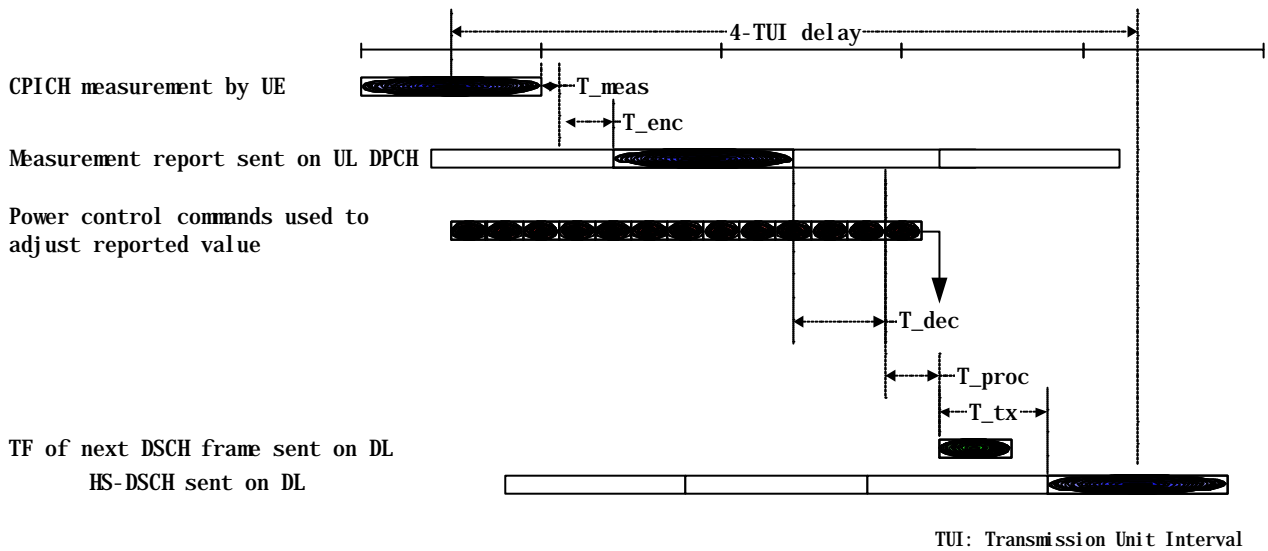 4-TUI delay
CPICH measurement by UE
T_meas
T_enc
Measurement report sent on UL DPCH
Power control commands used to
adjust reported value
T_dec
T_proc
T_tx
TF of next DSCH frame sent on DL
HS-DSCH sent on DL
TUI: Transmission Unit Interval